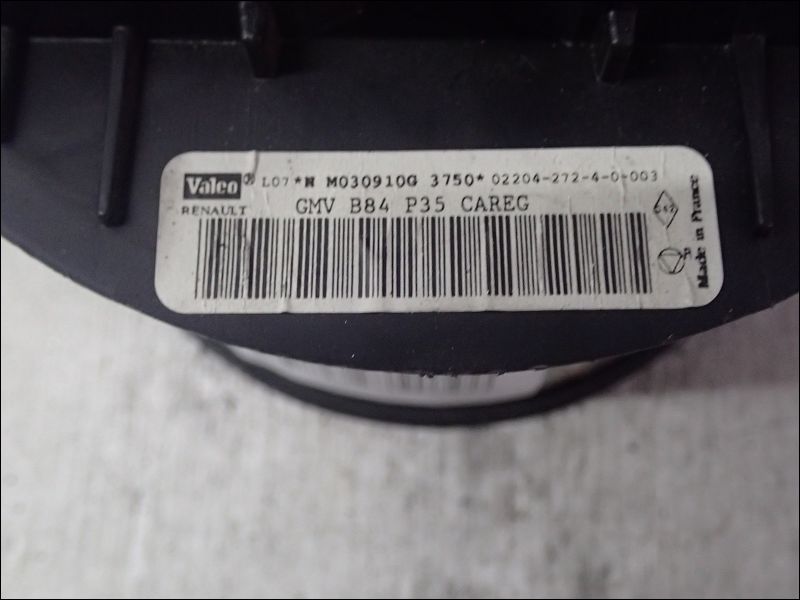 Valeo® L07 *N M030910G 3750* 02204-272-4-0-003
RENAULT GMV B84 P35 CAREG
Made in France